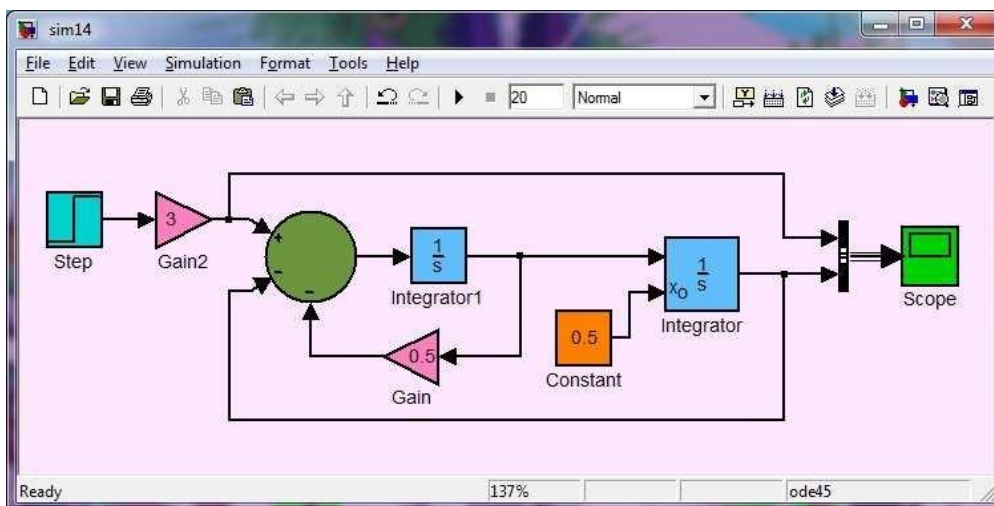 sim14
File Edit View Simulation Format Tools Help
20 Normal
Step
3
Gain2
+
-
-
1
s
Integrator1
0.5
Gain
0.5
Constant
xo
1
s
Integrator
Scope
Ready 137% ode45